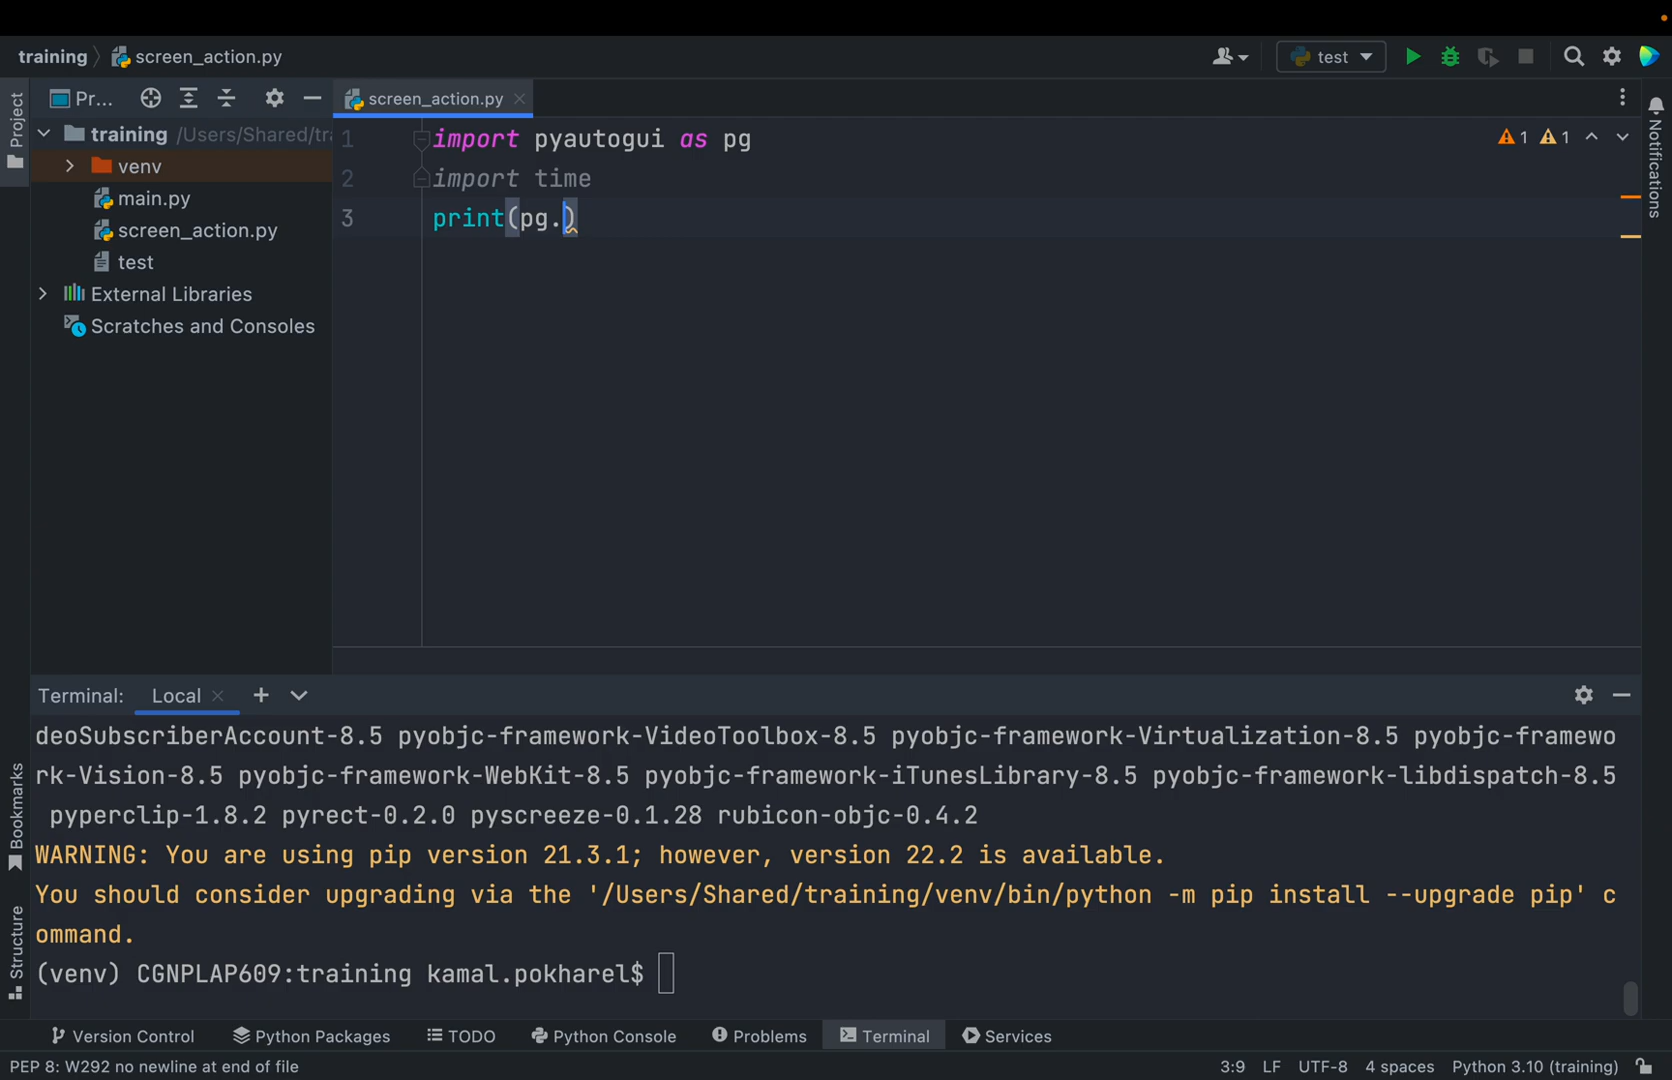 training
screen_action.py
test
Project
Pr...
screen_action.py
1
1
Notifications
training /Users/Shared/tr
venv
main.py
screen_action.py
test
External Libraries
Scratches and Consoles
1 import pyautogui as pg
2 import time
3 print(pg.)
Terminal:
Local
deoSubscriberAccount-8.5 pyobjc-framework-VideoToolbox-8.5 pyobjc-framework-Virtualization-8.5 pyobjc-framewo
rk-Vision-8.5 pyobjc-framework-WebKit-8.5 pyobjc-framework-iTunesLibrary-8.5 pyobjc-framework-libdispatch-8.5
pyperclip-1.8.2 pyrect-0.2.0 pyscreeze-0.1.28 rubicon-objc-0.4.2
WARNING: You are using pip version 21.3.1; however, version 22.2 is available.
You should consider upgrading via the '/Users/Shared/training/venv/bin/python -m pip install --upgrade pip' c
ommand.
(venv) CGNPLAP609:training kamal.pokharel$
Bookmarks
Structure
Version Control
Python Packages
TODO
Python Console
Problems
Terminal
Services
PEP 8: W292 no newline at end of file
3:9
LF
UTF-8
4 spaces
Python 3.10 (training)